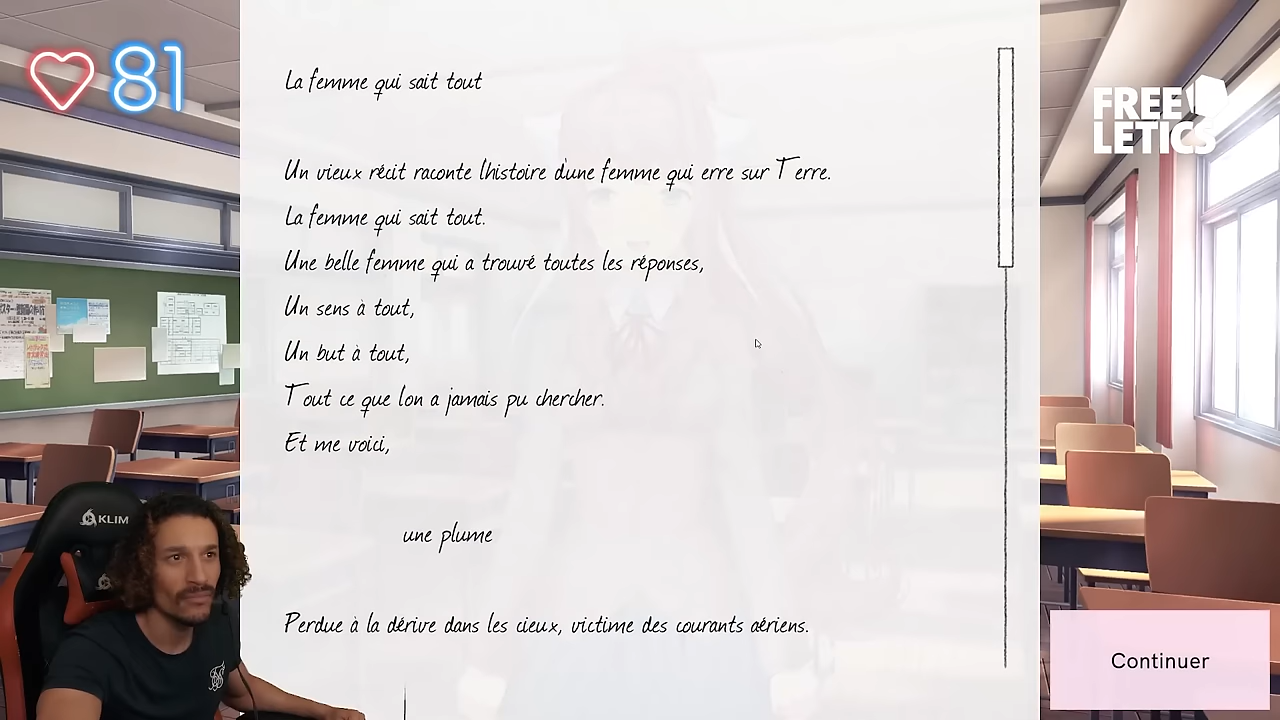 81
FREE
LETICS
La femme qui sait tout
Un vieux récit raconte lhistoire dune femme qui erre sur Terre.
La femme qui sait tout.
Une belle femme qui a trouvé toutes les réponses,
Un sens à tout,
Un but à tout,
Tout ce que lon a jamais pu chercher.
Et me voici,
une plume
Perdue à la dérive dans les cieux, victime des courants aériens.
KLIM
Continuer